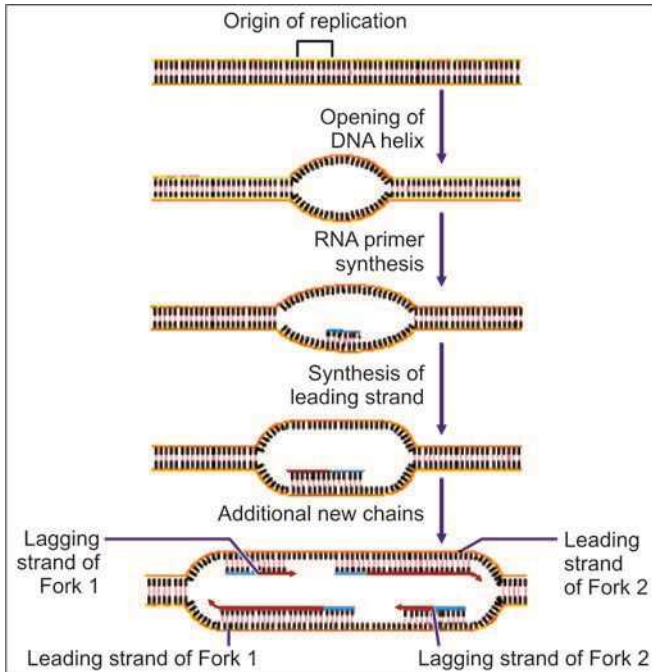 Origin of replication
Opening of
DNA helix
RNA primer
synthesis
Synthesis of
leading strand
Additional new chains
Lagging
strand of
Fork 1
Leading
strand
of Fork 2
Leading strand of Fork 1
Lagging strand of Fork 2